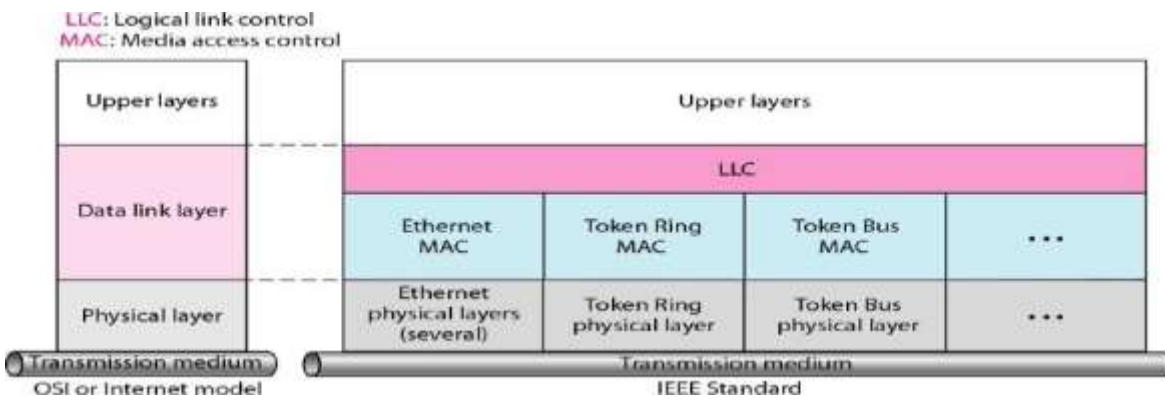 LLC: Logical link control
MAC: Media access control
Upper layers
Data link layer
Physical layer
Transmission medium
OSI or Internet model
Upper layers
LLC
Ethernet
MAC
Token Ring
MAC
Token Bus
MAC
•••
Ethernet
physical layers
(several)
Token Ring
physical layer
Token Bus
physical layer
•••
Transmission medium
IEEE Standard